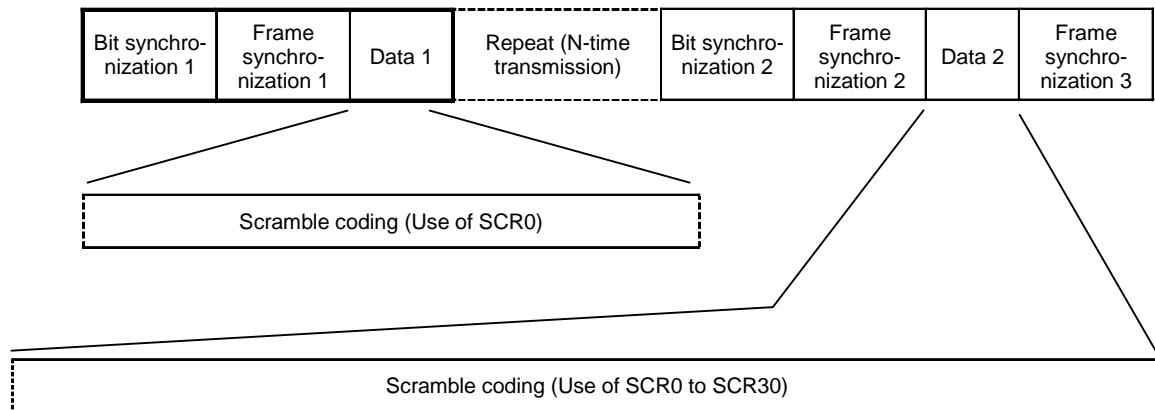 Bit synchro-
nization 1
Frame
synchro-
nization 1
Data 1
Repeat (N-time
transmission)
Bit synchro-
nization 2
Frame
synchro-
nization 2
Data 2
Frame
synchro-
nization 3
Scramble coding (Use of SCR0)
Scramble coding (Use of SCR0 to SCR30)